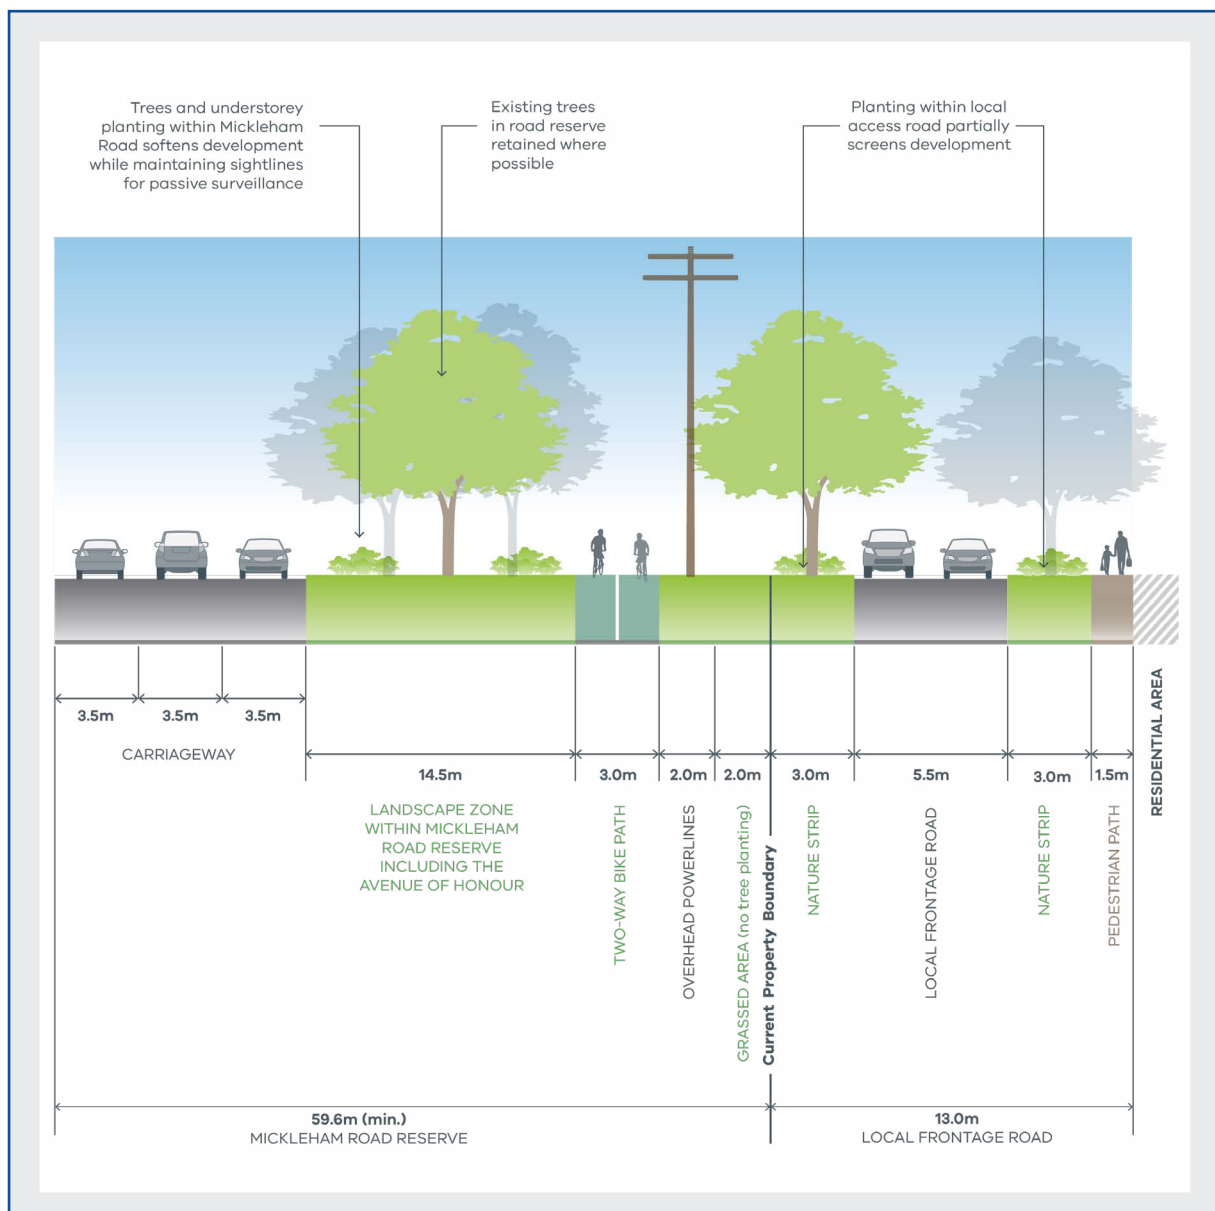 Trees and understorey
planting within Mickleham
Road softens development
while maintaining sightlines
for passive surveillance
Existing trees
in road reserve
retained where
possible
Planting within local
access road partially
screens development
3.5m
3.5m
3.5m
CARRIAGEWAY
14.5m
3.0m
2.0m
2.0m
3.0m
5.5m
3.0m
1.5m
LANDSCAPE ZONE
WITHIN MICKLEHAM
ROAD RESERVE
INCLUDING THE
AVENUE OF HONOUR
TWO-WAY BIKE PATH
OVERHEAD POWERLINES
GRASSED AREA (no tree planting)
Current Property Boundary
NATURE STRIP
LOCAL FRONTAGE ROAD
NATURE STRIP
PEDESTRIAN PATH
RESIDENTIAL AREA
59.6m (min.)
MICKLEHAM ROAD RESERVE
13.0m
LOCAL FRONTAGE ROAD